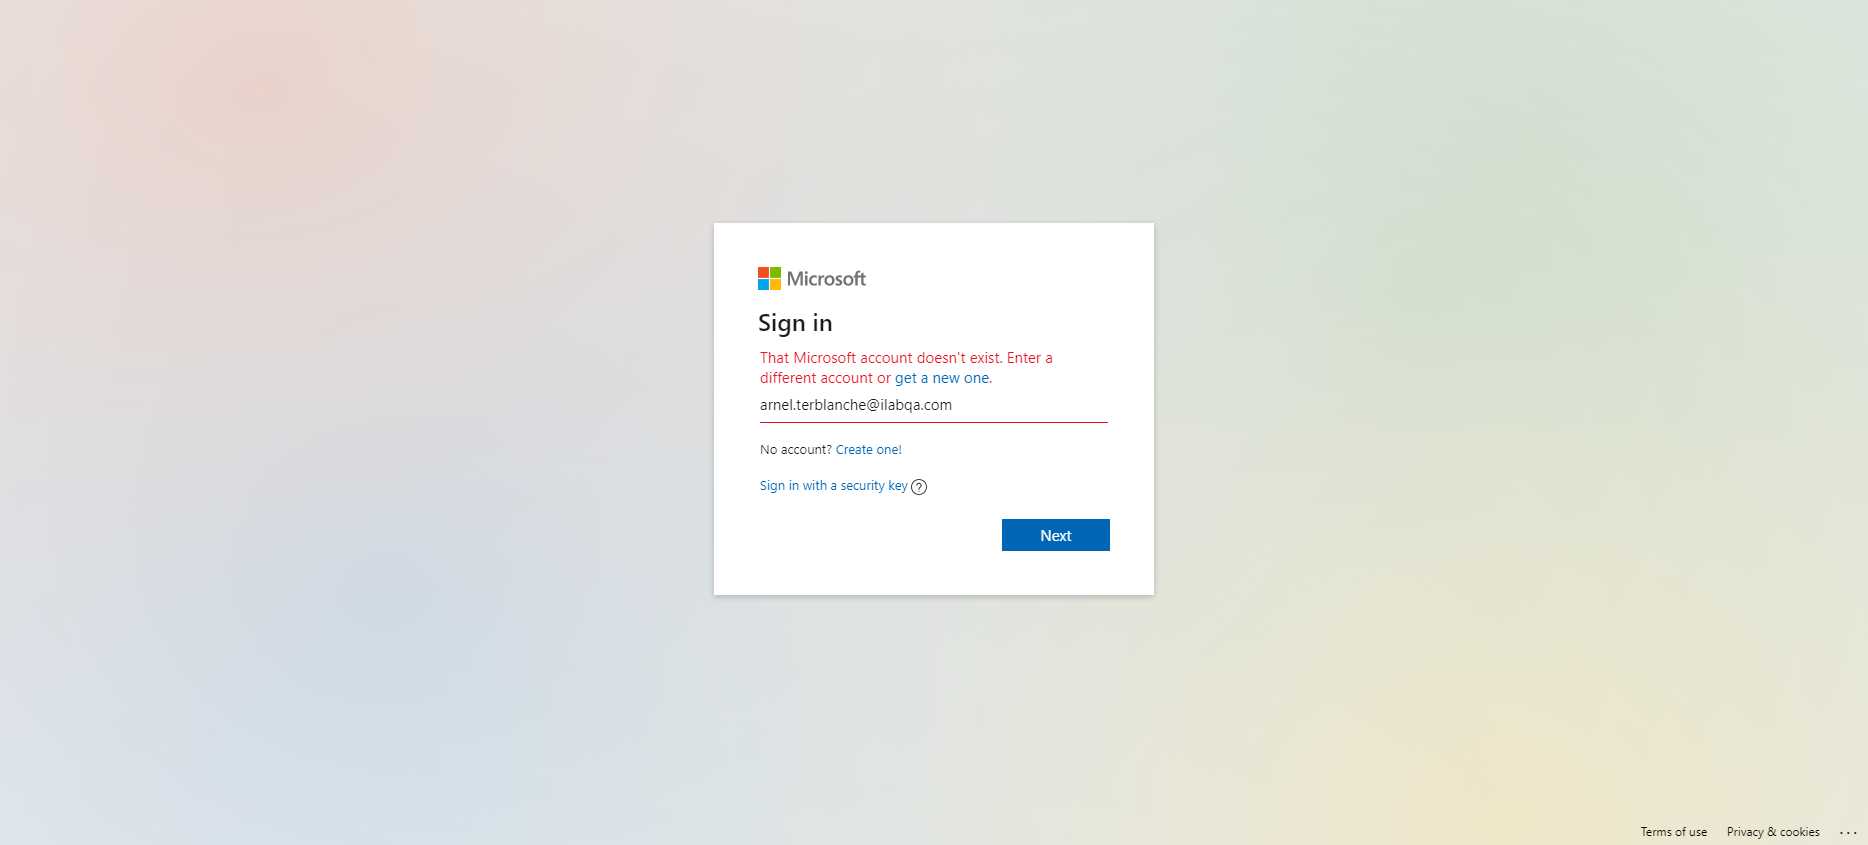 Microsoft
Sign in
That Microsoft account doesn't exist. Enter a
different account or get a new one.
arnel.terblanche@ilabqa.com
No account? Create one!
Sign in with a security key ?
Next
Terms of use Privacy & cookies ...